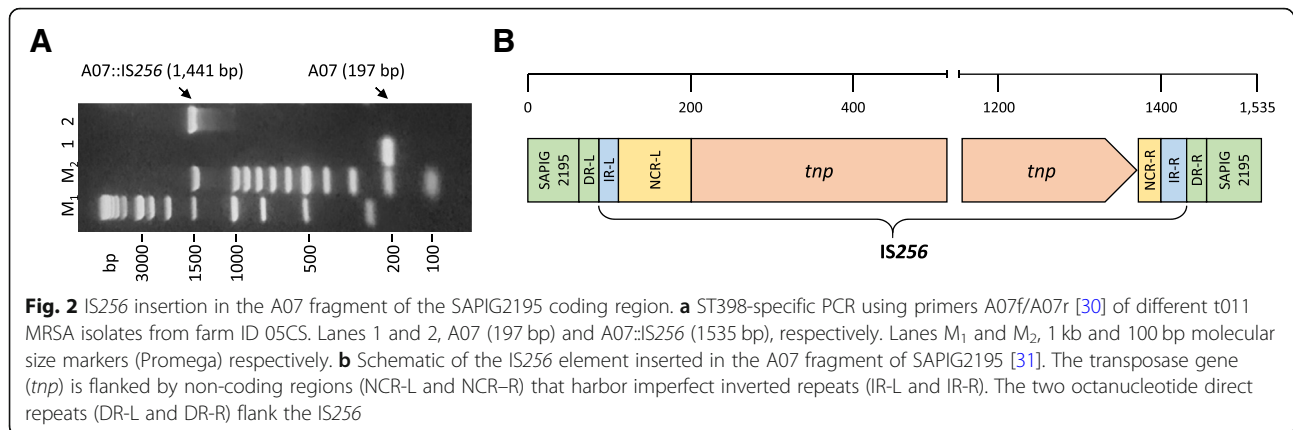 A
B
A07::IS256 (1,441 bp)
A07 (197 bp)
2
1
M2
M1
bp
3000
1500
1000
500
200
100
0
200
400
1200
1400
1,535
SAPIG
2195
DR-L
IR-L
NCR-L
tnp
tnp
NCR-R
IR-R
DR-R
SAPIG
2195
IS256
Fig. 2 IS256 insertion in the A07 fragment of the SAPIG2195 coding region. a ST398-specific PCR using primers A07f/A07r [30] of different t011
MRSA isolates from farm ID 05CS. Lanes 1 and 2, A07 (197 bp) and A07::IS256 (1535 bp), respectively. Lanes M1 and M2, 1 kb and 100 bp molecular
size markers (Promega) respectively. b Schematic of the IS256 element inserted in the A07 fragment of SAPIG2195 [31]. The transposase gene
(tnp) is flanked by non-coding regions (NCR-L and NCR–R) that harbor imperfect inverted repeats (IR-L and IR-R). The two octanucleotide direct
repeats (DR-L and DR-R) flank the IS256